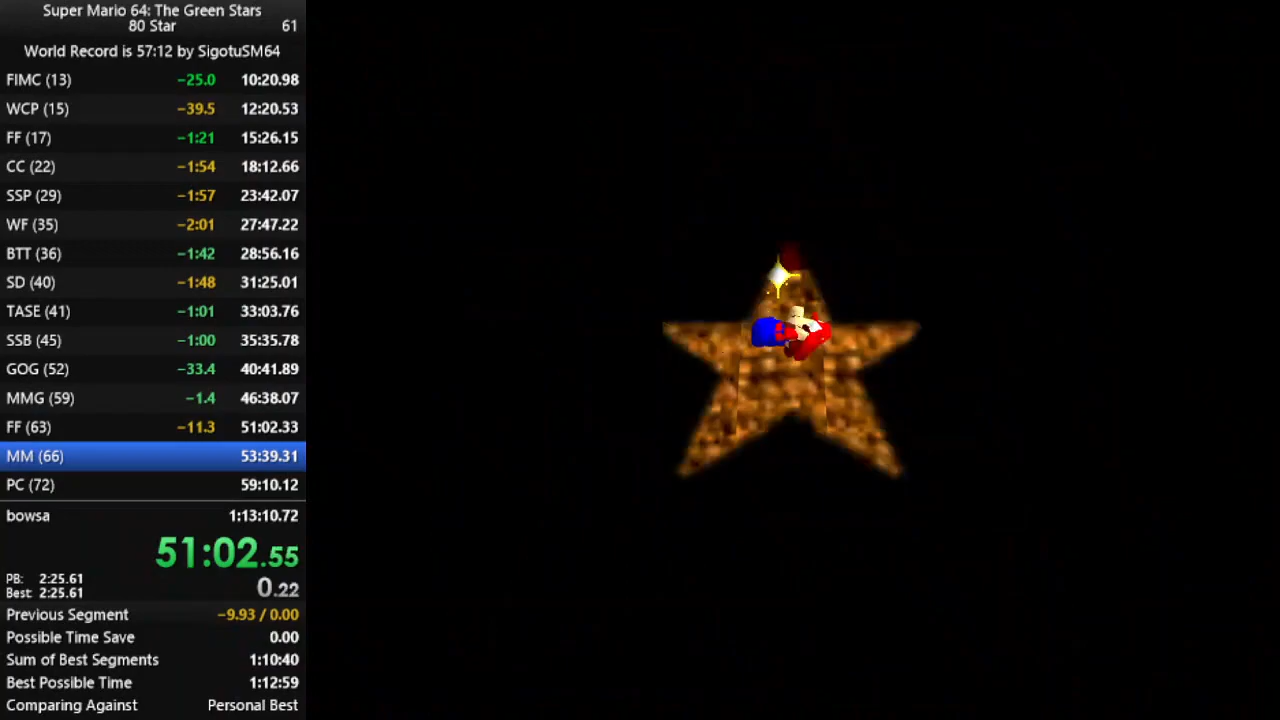 Super Mario 64: The Green Stars
80 Star 61
World Record is 57:12 by SigotuSM64
FIMC (13) −25.0 10:20.98
WCP (15) −39.5 12:20.53
FF (17) −1:21 15:26.15
CC (22) −1:54 18:12.66
SSP (29) −1:57 23:42.07
WF (35) −2:01 27:47.22
BTT (36) −1:42 28:56.16
SD (40) −1:48 31:25.01
TASE (41) −1:01 33:03.76
SSB (45) −1:00 35:35.78
GOG (52) −33.4 40:41.89
MMG (59) −1.4 46:38.07
FF (63) −11.3 51:02.33
MM (66) 53:39.31
PC (72) 59:10.12
bowsa 1:13:10.72
51:02.55
PB: 2:25.61
Best: 2:25.61 0.22
Previous Segment −9.93 / 0.00
Possible Time Save 0.00
Sum of Best Segments 1:10:40
Best Possible Time 1:12:59
Comparing Against Personal Best